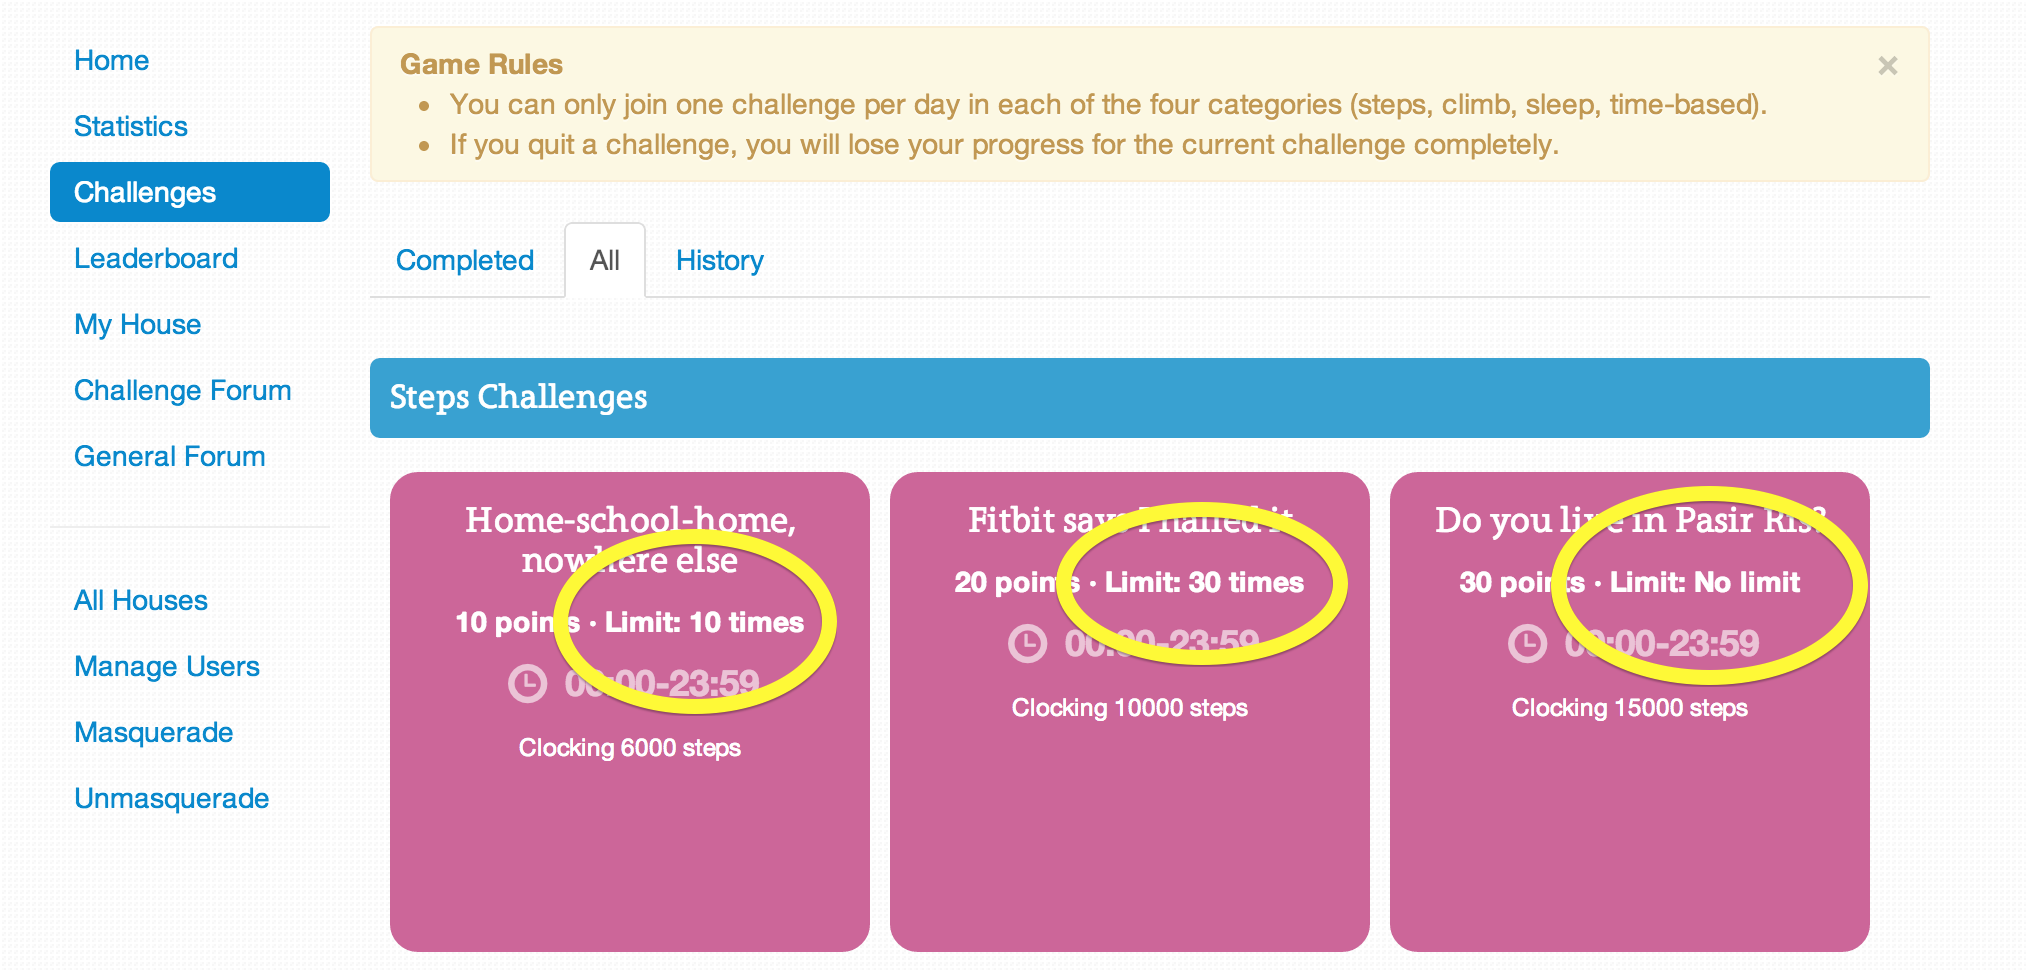 Home
Statistics
Challenges
Leaderboard
My House
Challenge Forum
General Forum
All Houses
Manage Users
Masquerade
Unmasquerade
Game Rules
×
• You can only join one challenge per day in each of the four categories (steps, climb, sleep, time-based).
• If you quit a challenge, you will lose your progress for the current challenge completely.
Completed
All
History
Steps Challenges
Home-school-home,
nowhere else
10 points · Limit: 10 times
00:00-23:59
Clocking 6000 steps
Fitbit says I nailed it
20 points · Limit: 30 times
00:00-23:59
Clocking 10000 steps
Do you live in Pasir Ris?
30 points · Limit: No limit
00:00-23:59
Clocking 15000 steps